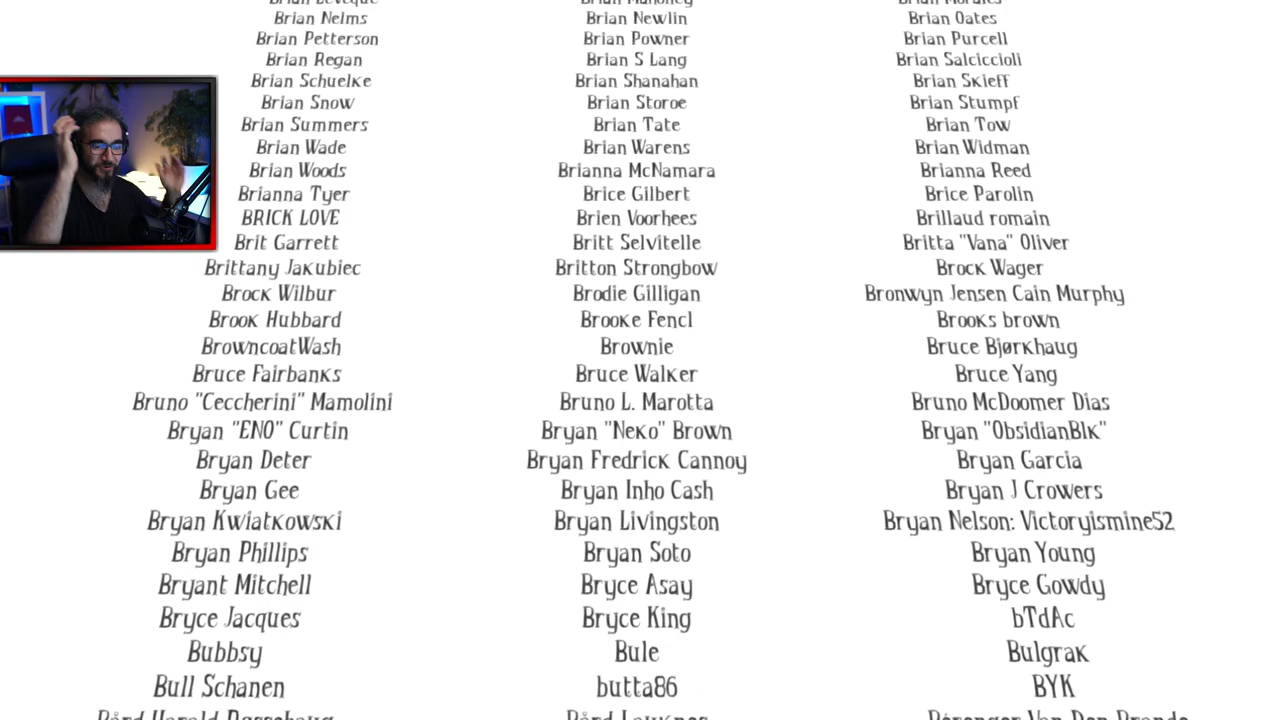 Brian Nelms Brian Newlin Brian Oates
Brian Petterson Brian Powner Brian Purcell
Brian Regan Brian S Lang Brian Salciccioli
Brian Schuelke Brian Shanahan Brian Skieff
Brian Snow Brian Storoe Brian Stumpf
Brian Summers Brian Tate Brian Tow
Brian Wade Brian Warens Brian Widman
Brian Woods Brianna McNamara Brianna Reed
Brianna Tyer Brice Gilbert Brice Parolin
BRICK LOVE Brien Voorhees Brillaud romain
Brit Garrett Britt Selvitelle Britta "Vana" Oliver
Brittany Jakubiec Britton Strongbow Brock Wager
Brock Wilbur Brodie Gilligan Bronwyn Jensen Cain Murphy
Brook Hubbard Brooke Fencl Brooks brown
BrowncoatWash Brownie Bruce Bjørkhaug
Bruce Fairbanks Bruce Walker Bruce Yang
Bruno "Ceccherini" Mamolini Bruno L. Marotta Bruno McDoomer Dias
Bryan "ENO" Curtin Bryan "Neko" Brown Bryan "ObsidianBlk"
Bryan Deter Bryan Fredrick Cannoy Bryan Garcia
Bryan Gee Bryan Inho Cash Bryan J Crowers
Bryan Kwiatkowski Bryan Livingston Bryan Nelson: Victoryismine52
Bryan Phillips Bryan Soto Bryan Young
Bryant Mitchell Bryce Asay Bryce Gowdy
Bryce Jacques Bryce King bTdAc
Bubbsy Bule Bulgrak
Bull Schanen butta86 BYK